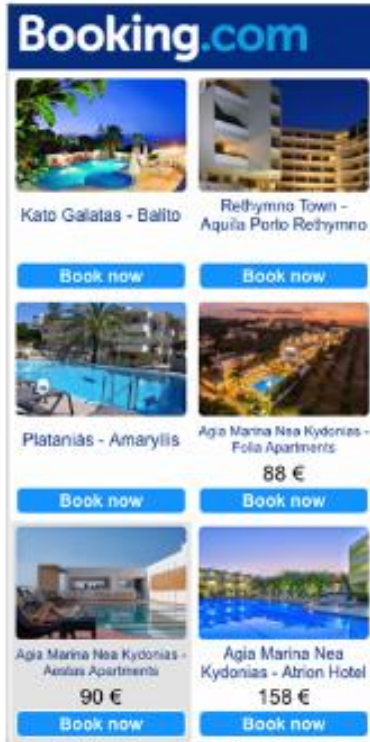 Booking.com
Kato Galatas - Balito
Rethymno Town -
Aquila Porto Rethymno
Book now
Book now
Platanias - Amaryllis
Agia Marina Nea Kydonias -
Folia Apartments
88 €
Book now
Book now
Agia Marina Nea Kydonias -
Aestas Apartments
90 €
Book now
Agia Marina Nea
Kydonias - Atrion Hotel
158 €
Book now